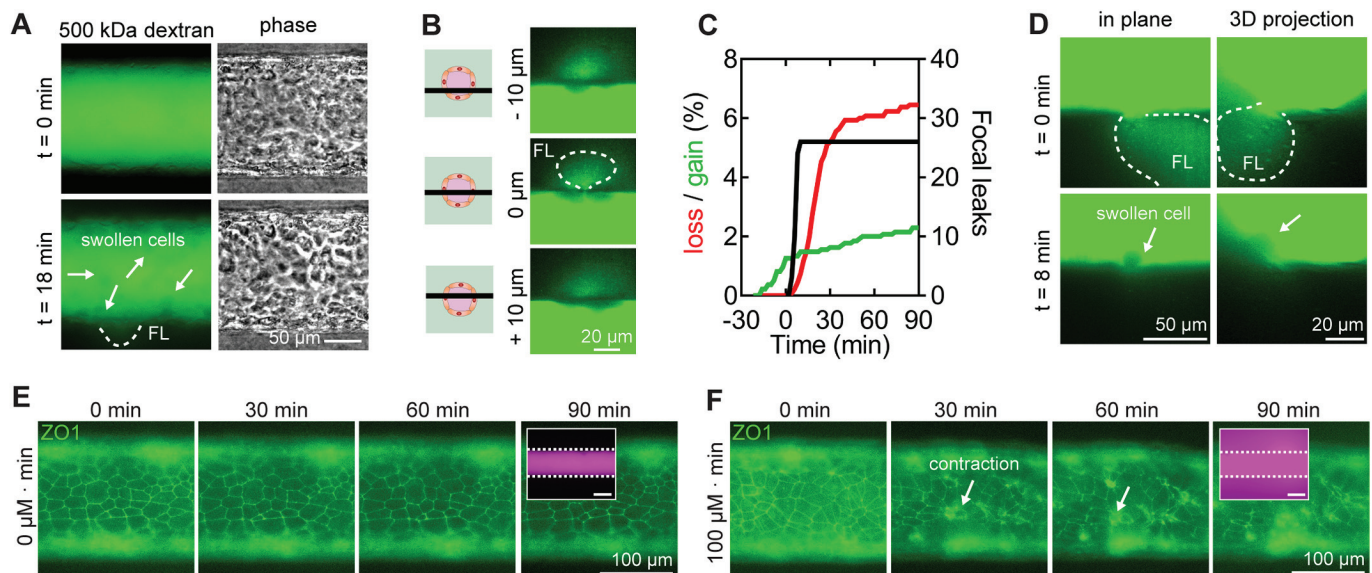 A
500 kDa dextran
phase
t = 0 min
t = 18 min
swollen cells
FL
50 µm
B
- 10 µm
0 µm
+ 10 µm
FL
20 µm
C
loss / gain (%)
8
6
4
2
0
40
30
20
10
0
Focal leaks
-30 0 30 60 90
Time (min)
D
in plane
3D projection
t = 0 min
t = 8 min
FL
FL
swollen cell
50 µm
20 µm
E
0 min
30 min
60 min
90 min
0 µM · min
ZO1
100 µm
F
0 min
30 min
60 min
90 min
100 µM · min
ZO1
contraction
100 µm